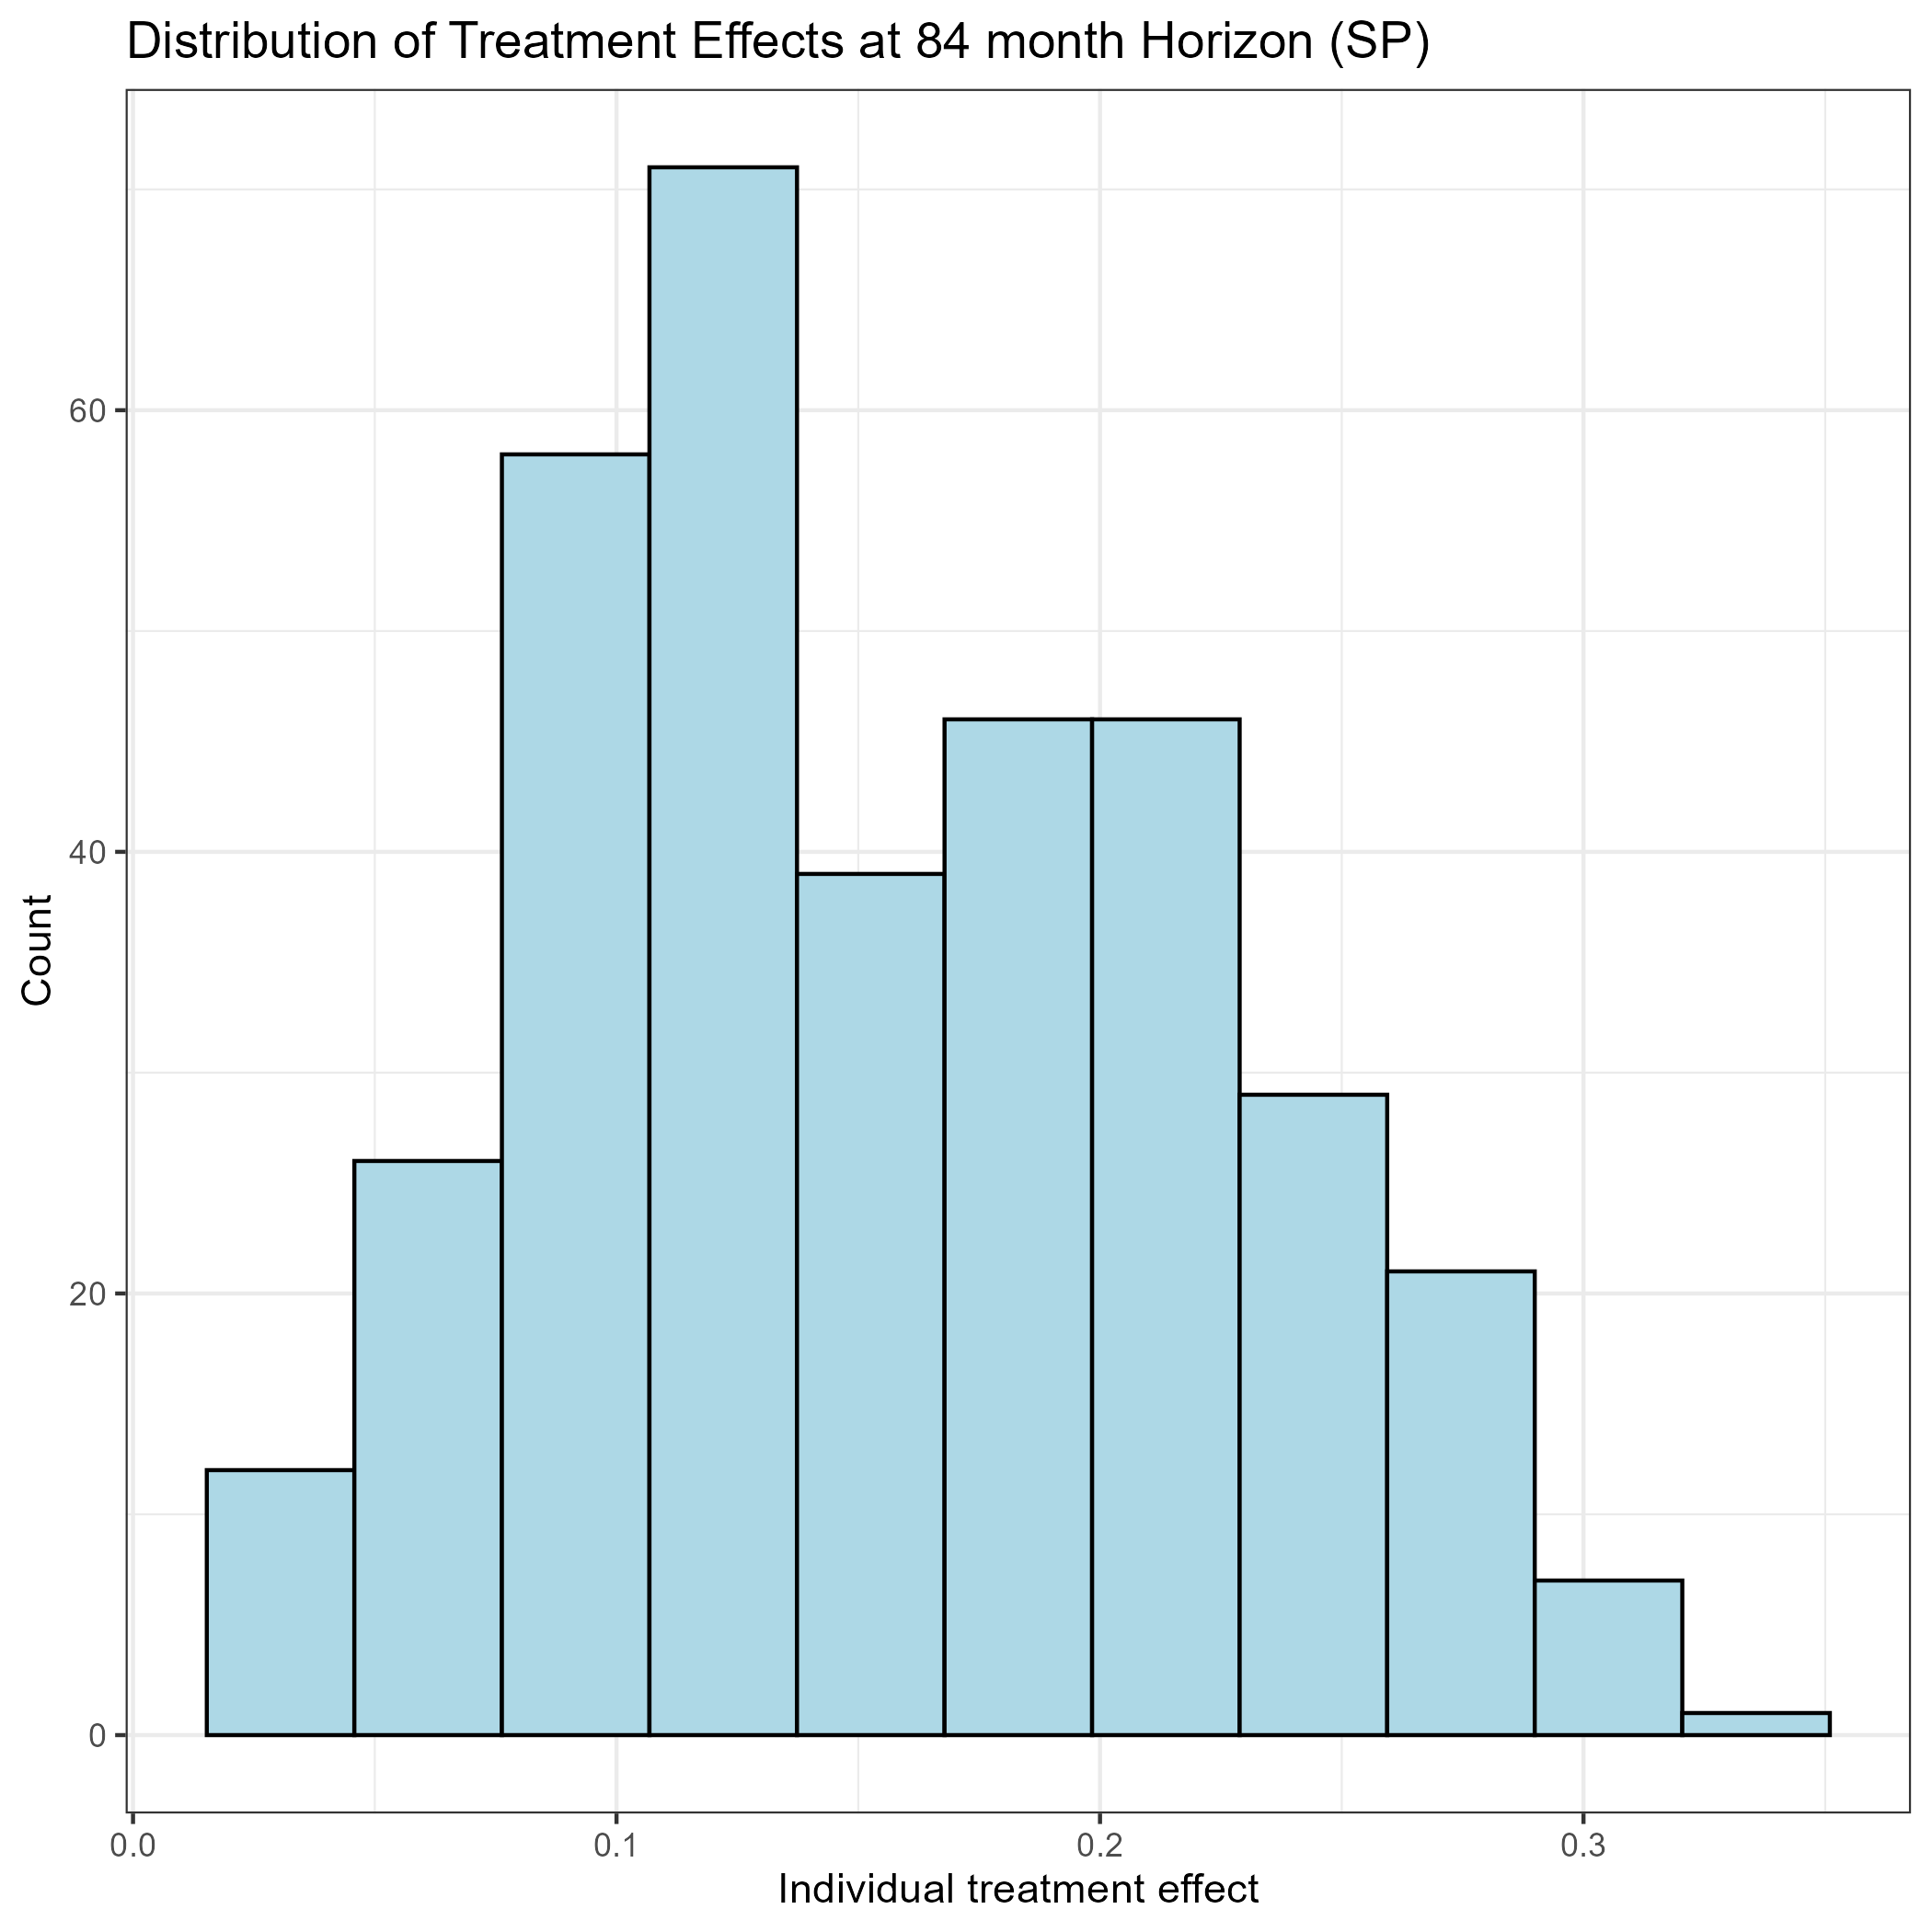 Distribution of Treatment Effects at 84 month Horizon (SP)
60
40
20
0
Count
0.0 0.1 0.2 0.3
Individual treatment effect